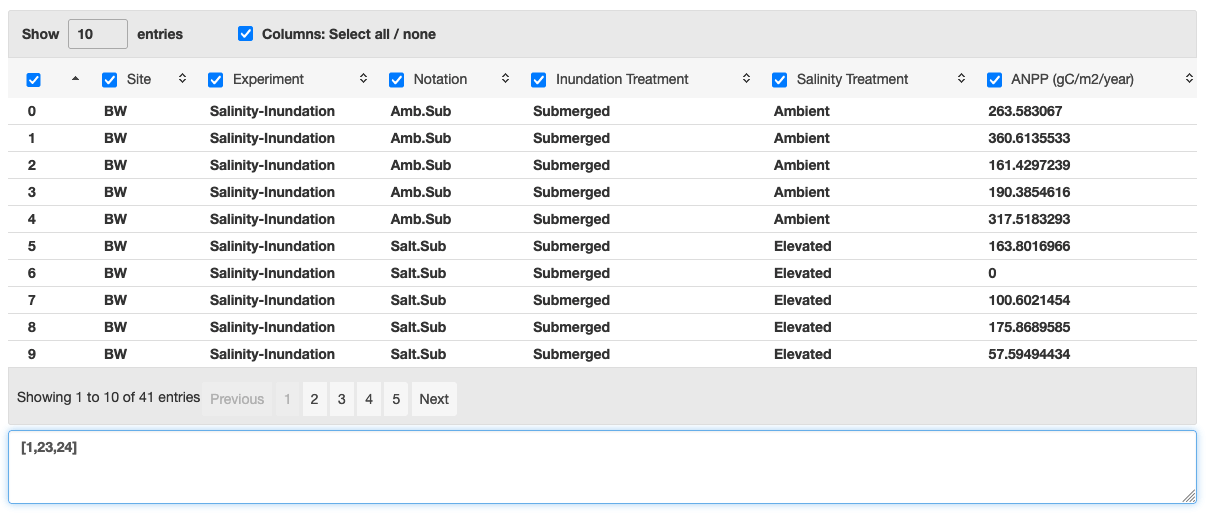 Show 10 entries Columns: Select all / none
Site Experiment Notation Inundation Treatment Salinity Treatment ANPP (gC/m2/year)
0 BW Salinity-Inundation Amb.Sub Submerged Ambient 263.583067
1 BW Salinity-Inundation Amb.Sub Submerged Ambient 360.6135533
2 BW Salinity-Inundation Amb.Sub Submerged Ambient 161.4297239
3 BW Salinity-Inundation Amb.Sub Submerged Ambient 190.3854616
4 BW Salinity-Inundation Amb.Sub Submerged Ambient 317.5183293
5 BW Salinity-Inundation Salt.Sub Submerged Elevated 163.8016966
6 BW Salinity-Inundation Salt.Sub Submerged Elevated 0
7 BW Salinity-Inundation Salt.Sub Submerged Elevated 100.6021454
8 BW Salinity-Inundation Salt.Sub Submerged Elevated 175.8689585
9 BW Salinity-Inundation Salt.Sub Submerged Elevated 57.59494434
Showing 1 to 10 of 41 entries Previous 1 2 3 4 5 Next
[1,23,24]